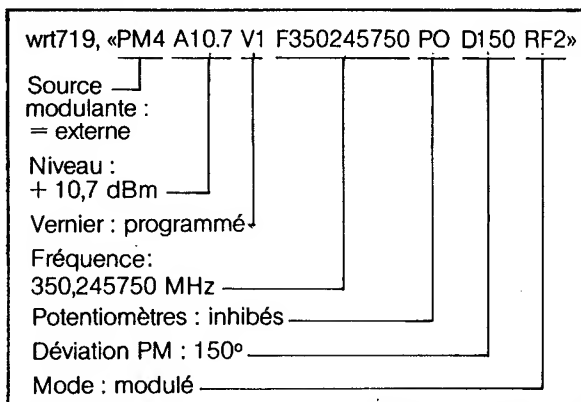 wrt719, «PM4 A10.7 V1 F350245750 PO D150 RF2»
Source
modulante :
= externe
Niveau :
+ 10,7 dBm
Vernier : programmé
Fréquence:
350,245750 MHz
Potentiomètres : inhibés
Déviation PM : 150º
Mode : modulé